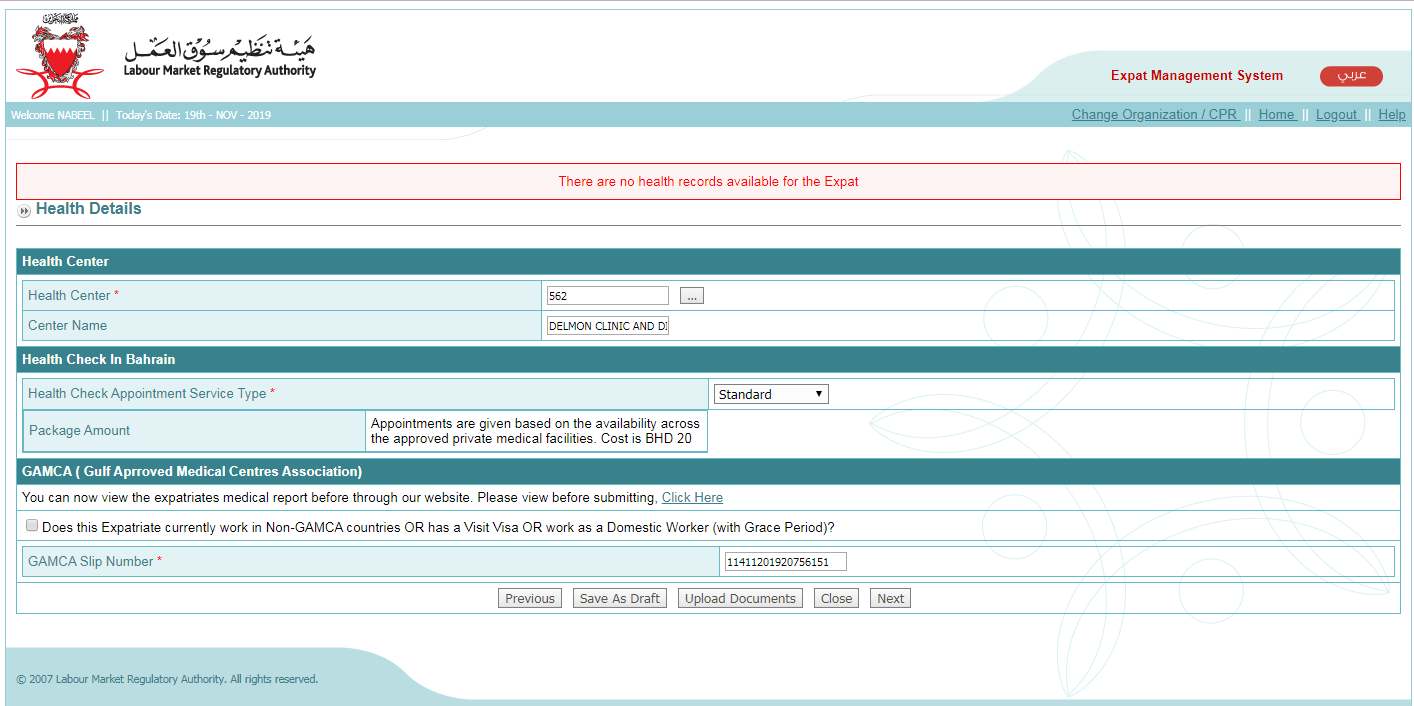 مملكة البحرين
هيئة تنظيم سوق العمل
Labour Market Regulatory Authority
Expat Management System
عربي
Welcome NABEEL || Today's Date: 19th - NOV - 2019
Change Organization / CPR || Home || Logout || Help
There are no health records available for the Expat
Health Details
Health Center
Health Center * 562 ...
Center Name DELMON CLINIC AND DI
Health Check In Bahrain
Health Check Appointment Service Type * Standard
Package Amount
Appointments are given based on the availability across
the approved private medical facilities. Cost is BHD 20
GAMCA ( Gulf Aprroved Medical Centres Association)
You can now view the expatriates medical report before through our website. Please view before submitting, Click Here
Does this Expatriate currently work in Non-GAMCA countries OR has a Visit Visa OR work as a Domestic Worker (with Grace Period)?
GAMCA Slip Number * 11411201920756151
Previous Save As Draft Upload Documents Close Next
© 2007 Labour Market Regulatory Authority. All rights reserved.